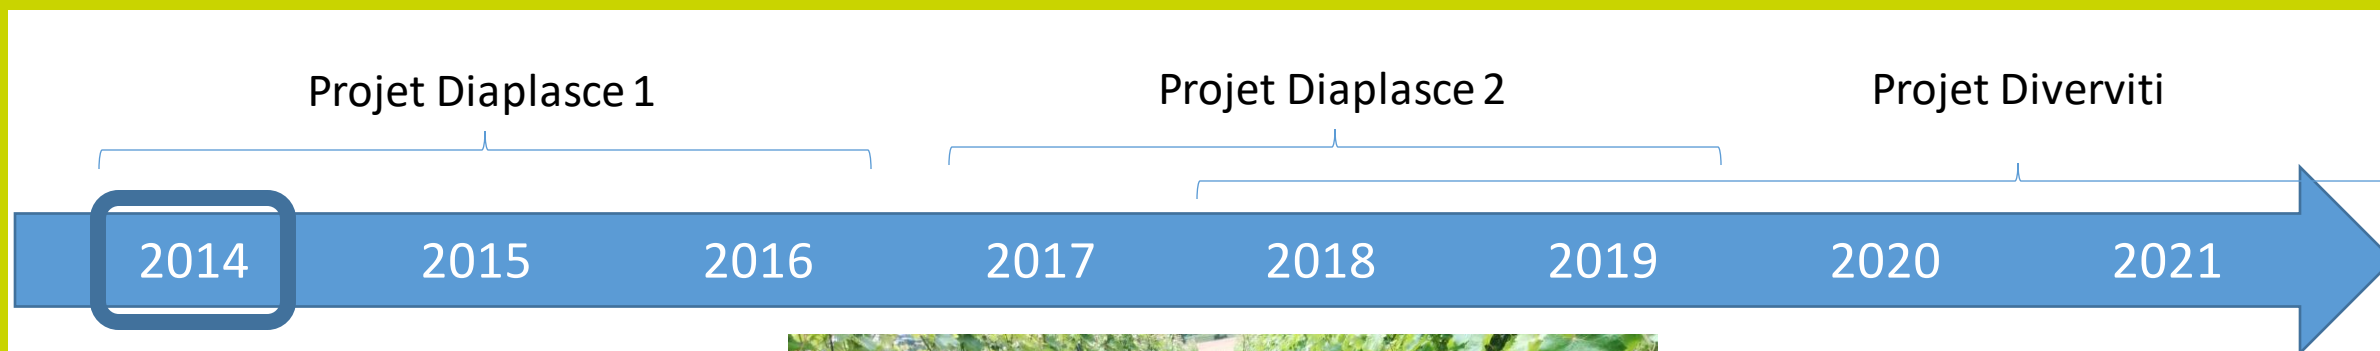 Projet Diaplasce 1 Projet Diaplasce 2 Projet Diverviti
2014 2015 2016 2017 2018 2019 2020 2021